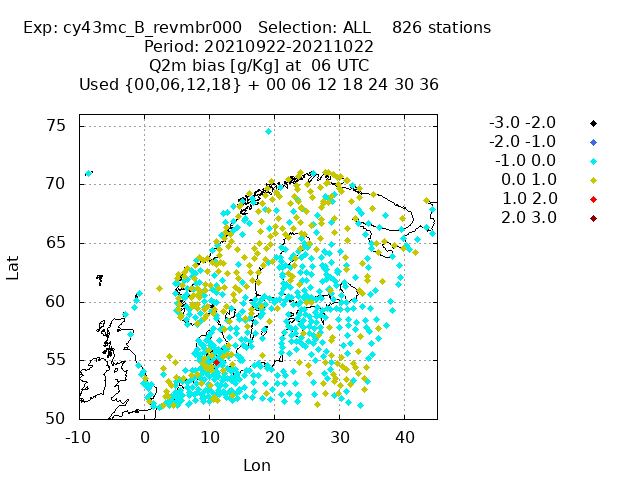 Exp: cy43mc_B_revmbr000 Selection: ALL 826 stations
Period: 20210922-20211022
Q2m bias [g/Kg] at 06 UTC
Used {00,06,12,18} + 00 06 12 18 24 30 36
-3.0 -2.0
-2.0 -1.0
-1.0 0.0
0.0 1.0
1.0 2.0
2.0 3.0
75
70
65
60
55
50
Lat
-10 0 10 20 30 40
Lon